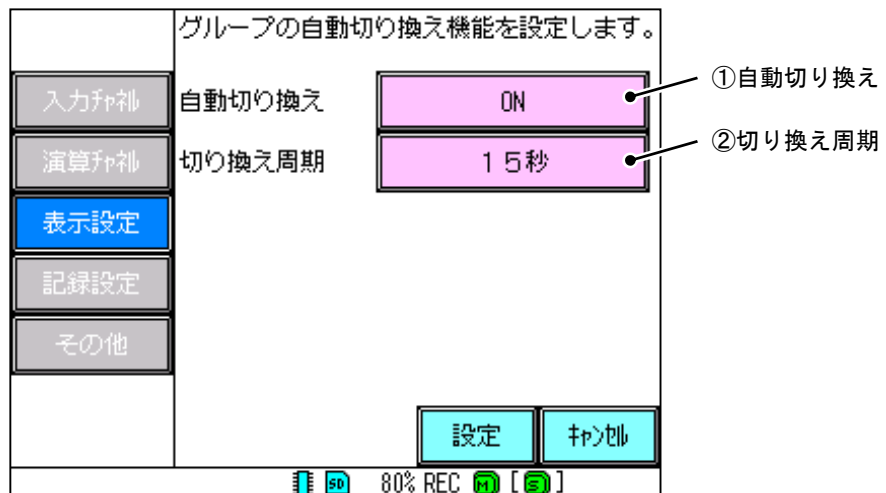 グループの自動切り換え機能を設定します。
入力ﾁｬﾈﾙ
自動切り換え
ON
①自動切り換え
演算ﾁｬﾈﾙ
切り換え周期
15秒
②切り換え周期
表示設定
記録設定
その他
設定
ｷｬﾝｾﾙ
SD 80% REC M [S]